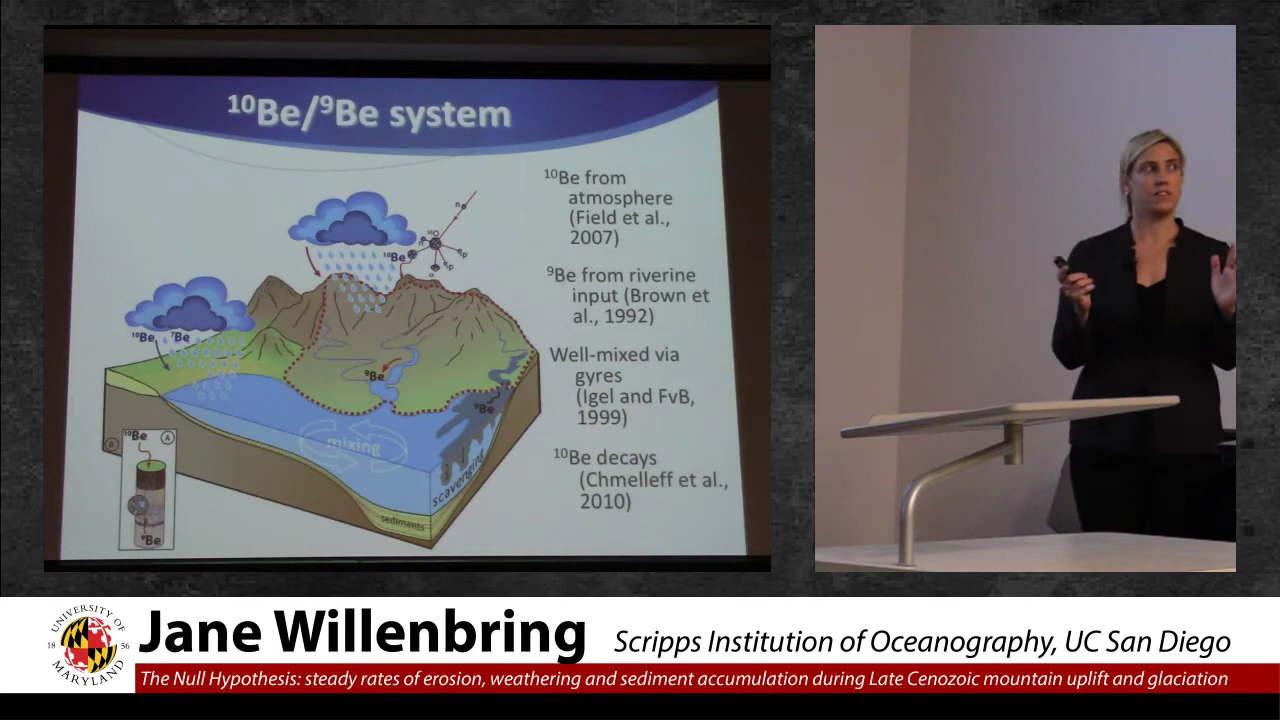 10Be/9Be system
10Be from
atmosphere
(Field et al.,
2007)
9Be from riverine
input (Brown et
al., 1992)
Well-mixed via
gyres
(Igel and FvB,
1999)
10Be decays
(Chmelleff et al.,
2010)
10Be
10Be 7Be
9Be
9Be
mixing
scavenging
sediments
B
10Be
A
9Be
UNIVERSITY OF
18 56
MARYLAND
Jane Willenbring
Scripps Institution of Oceanography, UC San Diego
The Null Hypothesis: steady rates of erosion, weathering and sediment accumulation during Late Cenozoic mountain uplift and glaciation